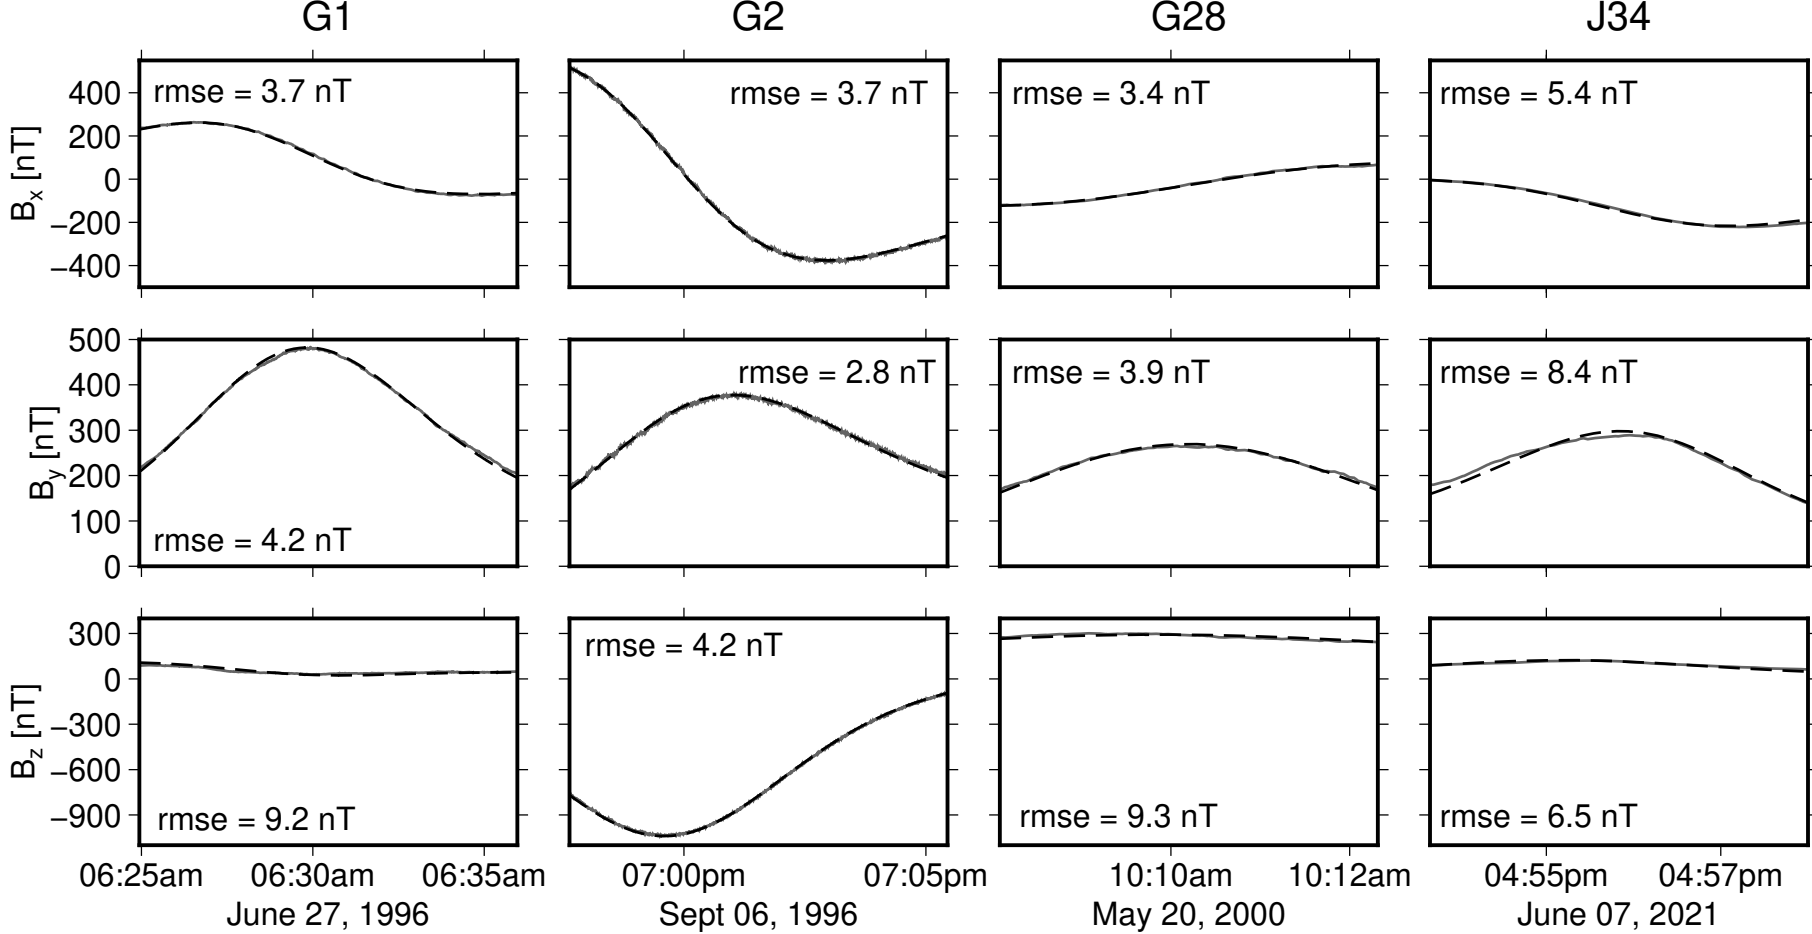 G1 G2 G28 J34
rmse = 3.7 nT rmse = 3.7 nT rmse = 3.4 nT rmse = 5.4 nT
400
200
0
−200
−400
Bx [nT]
500
400
300
200
100
0
By [nT]
rmse = 4.2 nT rmse = 2.8 nT rmse = 3.9 nT rmse = 8.4 nT
300
0
−300
−600
−900
Bz [nT]
rmse = 9.2 nT rmse = 4.2 nT rmse = 9.3 nT rmse = 6.5 nT
06:25am 06:30am 06:35am 07:00pm 07:05pm 10:10am 10:12am 04:55pm 04:57pm
June 27, 1996 Sept 06, 1996 May 20, 2000 June 07, 2021